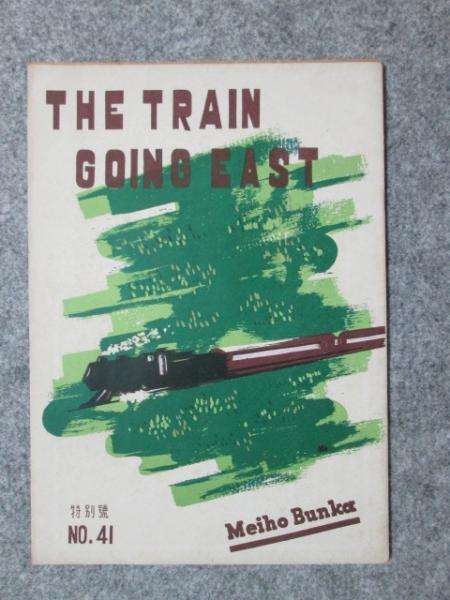 THE TRAIN
GOING EAST
特別號
NO.41
Meiho Bunka